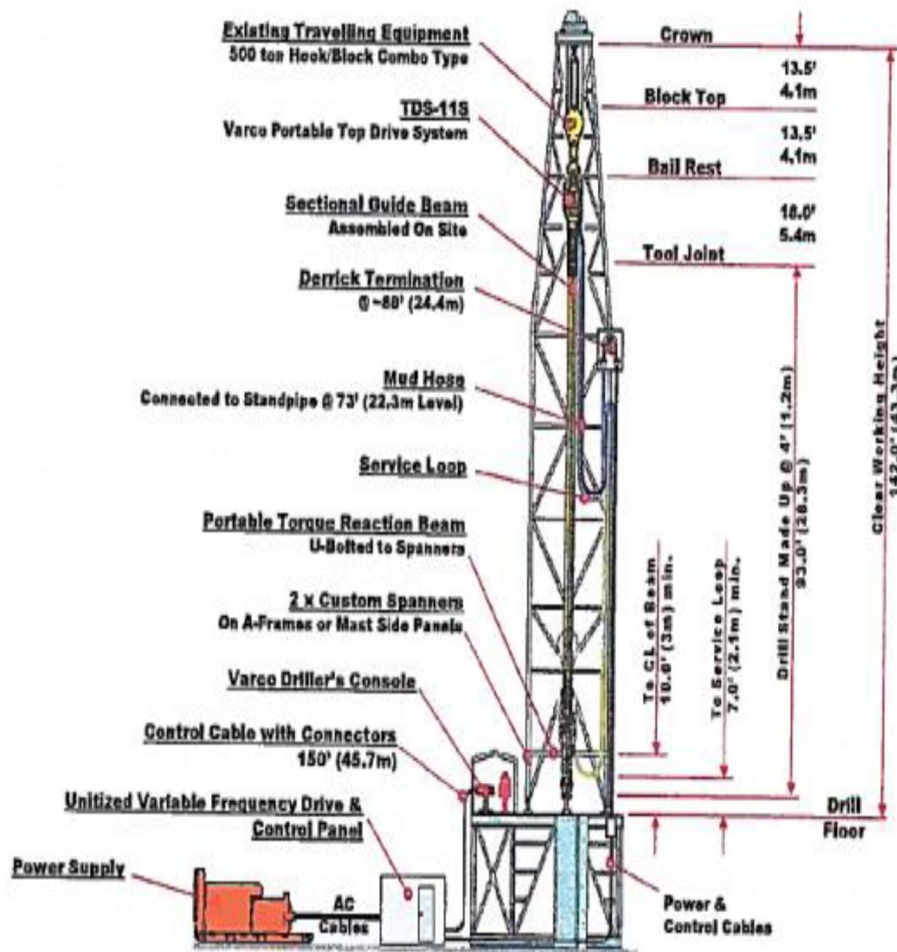 Existing Travelling Equipment
500 ton Hook/Block Combo Type
TDS-11S
Varco Portable Top Drive System
Sectional Guide Beam
Assembled On Site
Derrick Termination
@ ~80' (24.4m)
Mud Hose
Connected to Standpipe @ 73' (22.3m Level)
Service Loop
Portable Torque Reaction Beam
U-Bolted to Spanners
2 x Custom Spanners
On A-Frames or Mast Side Panels
Varco Driller's Console
Control Cable with Connectors
150' (45.7m)
Unitized Variable Frequency Drive &
Control Panel
Power Supply
AC
Cables
Power &
Control Cables
Crown
13.5'
4.1m
Block Top
13.5'
4.1m
Bail Rest
18.0'
5.4m
Tool Joint
To CL of Beam
10.0' (3m) min.
To Service Loop
7.0' (2.1m) min.
Drill Stand Made Up @ 4' (1.2m)
93.0' (28.3m)
Clear Working Height
142.0' (43.3m)
Drill
Floor